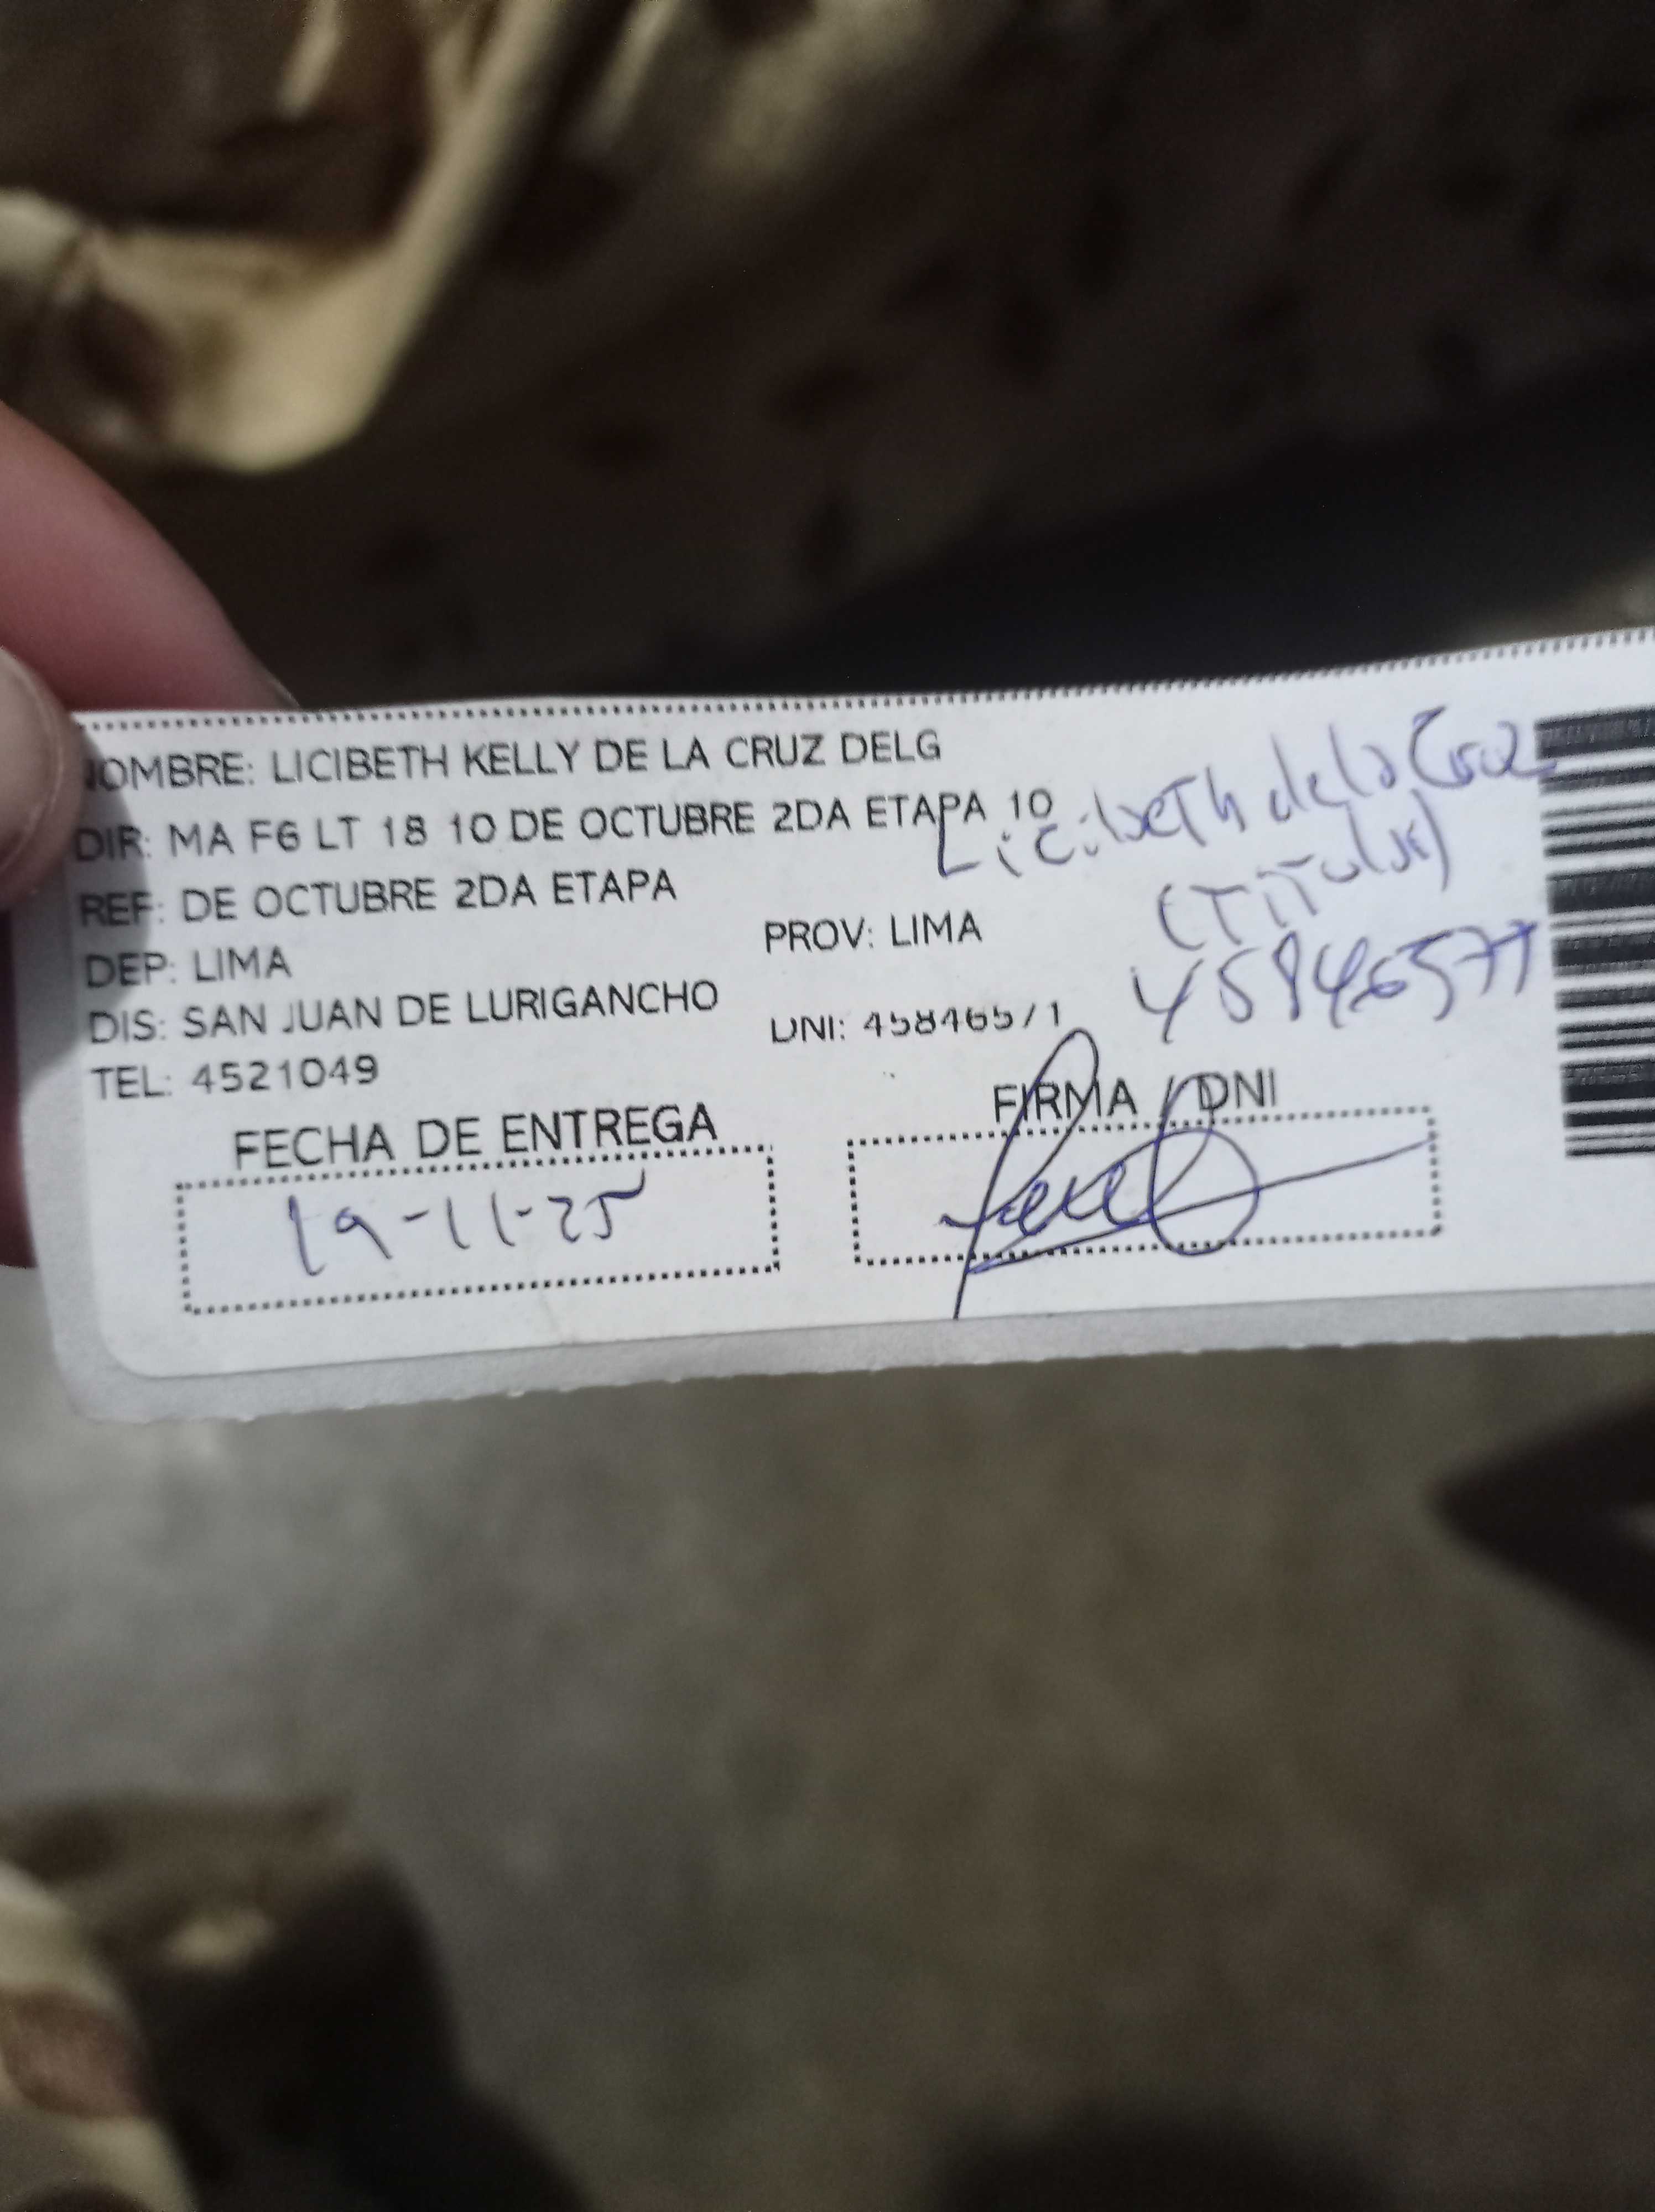 NOMBRE: LICIBETH KELLY DE LA CRUZ DELG
DIR: MA F6 LT 18 10 DE OCTUBRE 2DA ETAPA 10
REF: DE OCTUBRE 2DA ETAPA
DEP: LIMA
PROV: LIMA
DIS: SAN JUAN DE LURIGANCHO
DNI:
TEL: 4521049
Licibeth de la Cruz
(Titular)
FECHA DE ENTREGA
19-11-25
FIRMA / DNI